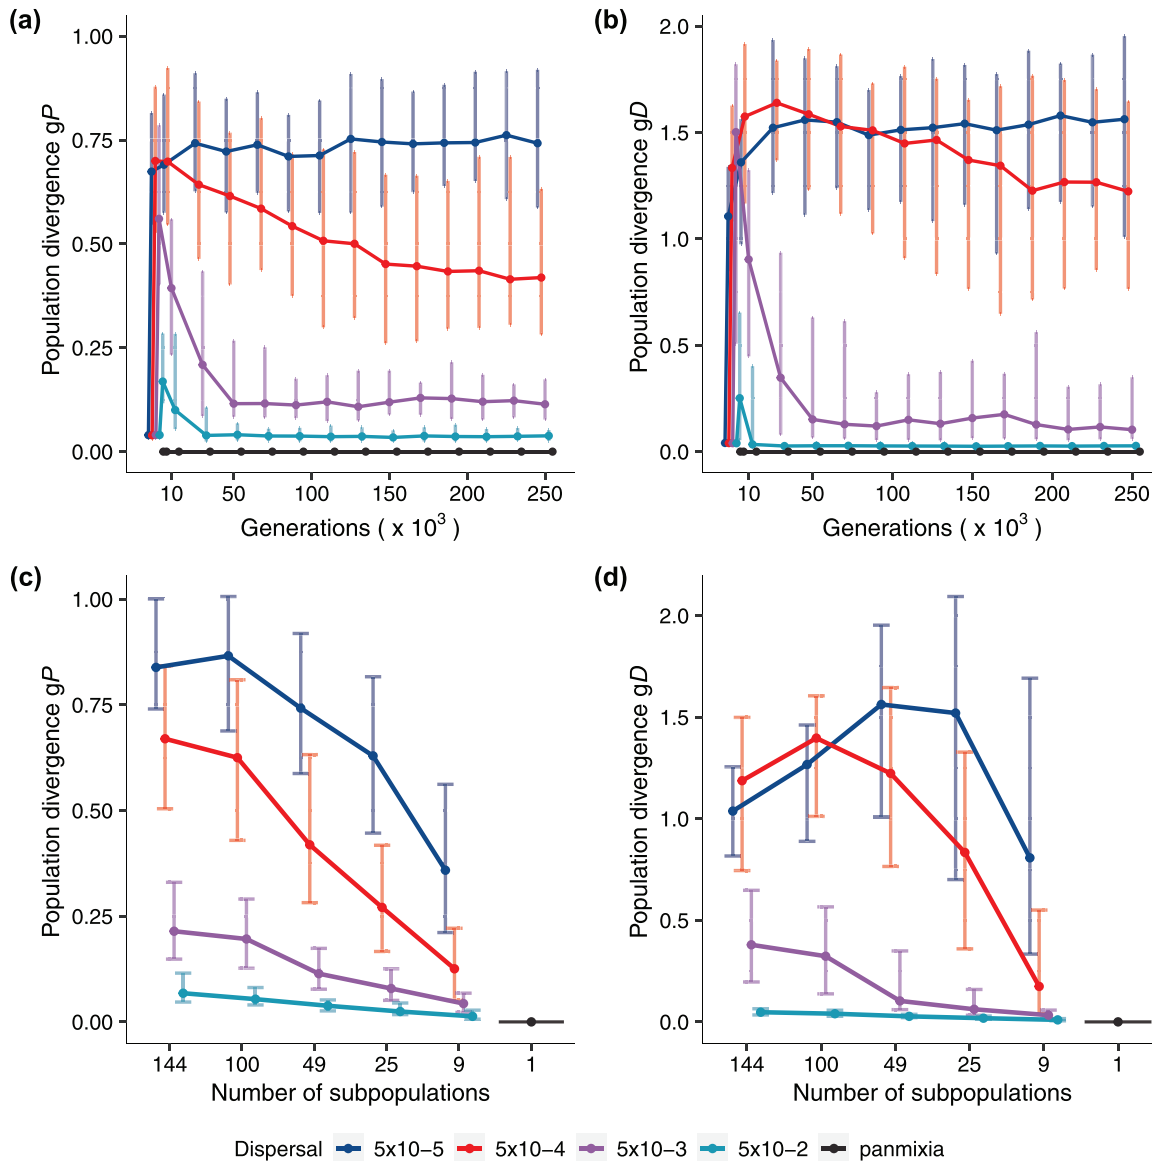 (a)
Population divergence gP
1.00
0.75
0.50
0.25
0.00
10 50 100 150 200 250
Generations ( x 10³ )
(b)
Population divergence gD
2.0
1.5
1.0
0.5
0.0
10 50 100 150 200 250
Generations ( x 10³ )
(c)
Population divergence gP
1.00
0.75
0.50
0.25
0.00
144 100 49 25 9 1
Number of subpopulations
(d)
Population divergence gD
2.0
1.5
1.0
0.5
0.0
144 100 49 25 9 1
Number of subpopulations
Dispersal 5x10−5 5x10−4 5x10−3 5x10−2 panmixia